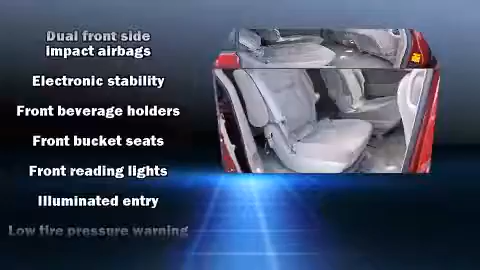 Dual front side
Impact airbags
Electronic stability
Front beverage holders
Front bucket seats
Front reading lights
Illuminated entry
Low tire pressure warning